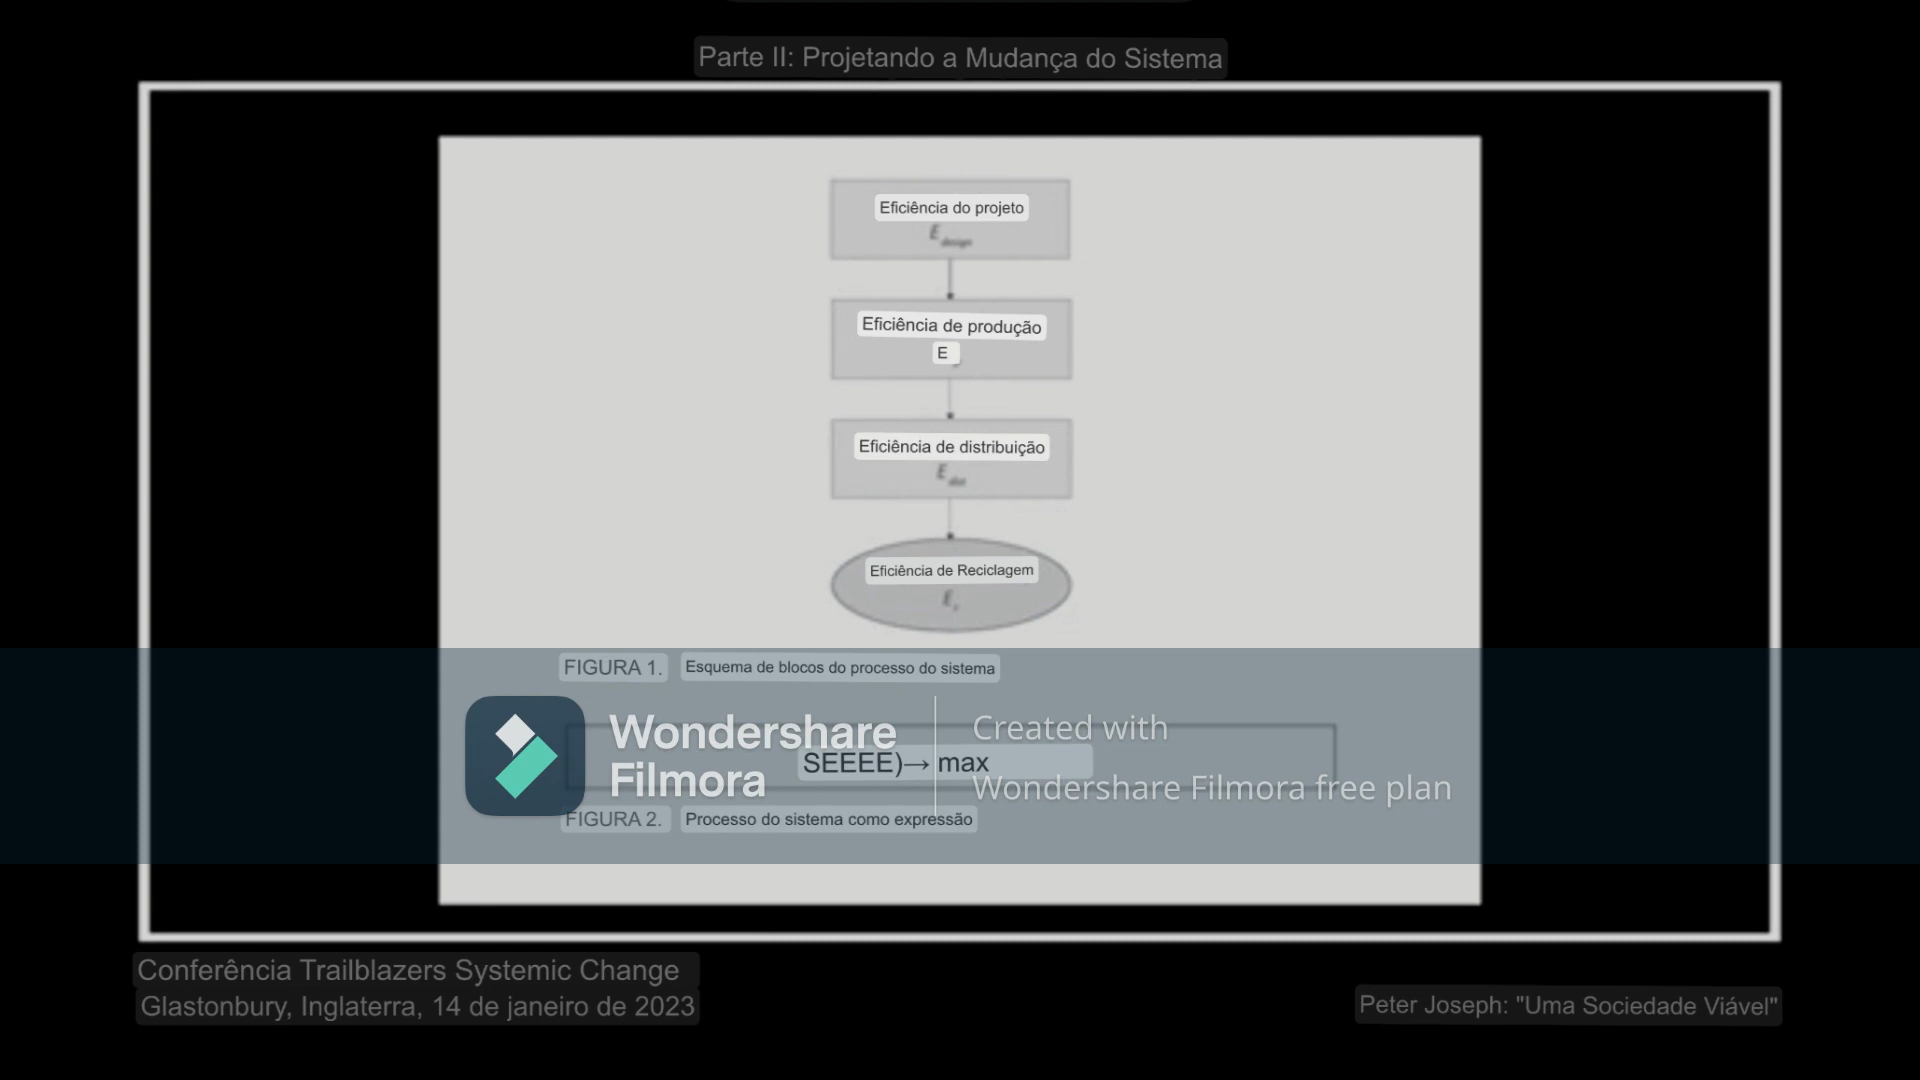 Parte II: Projetando a Mudança do Sistema
Eficiência do projeto
E design
Eficiência de produção
E
Eficiência de distribuição
E dist
Eficiência de Reciclagem
E r
FIGURA 1. Esquema de blocos do processo do sistema
Wondershare
Filmora
Created with
Wondershare Filmora free plan
SEEEE)→ max
FIGURA 2. Processo do sistema como expressão
Conferência Trailblazers Systemic Change
Glastonbury, Inglaterra, 14 de janeiro de 2023
Peter Joseph: "Uma Sociedade Viável"